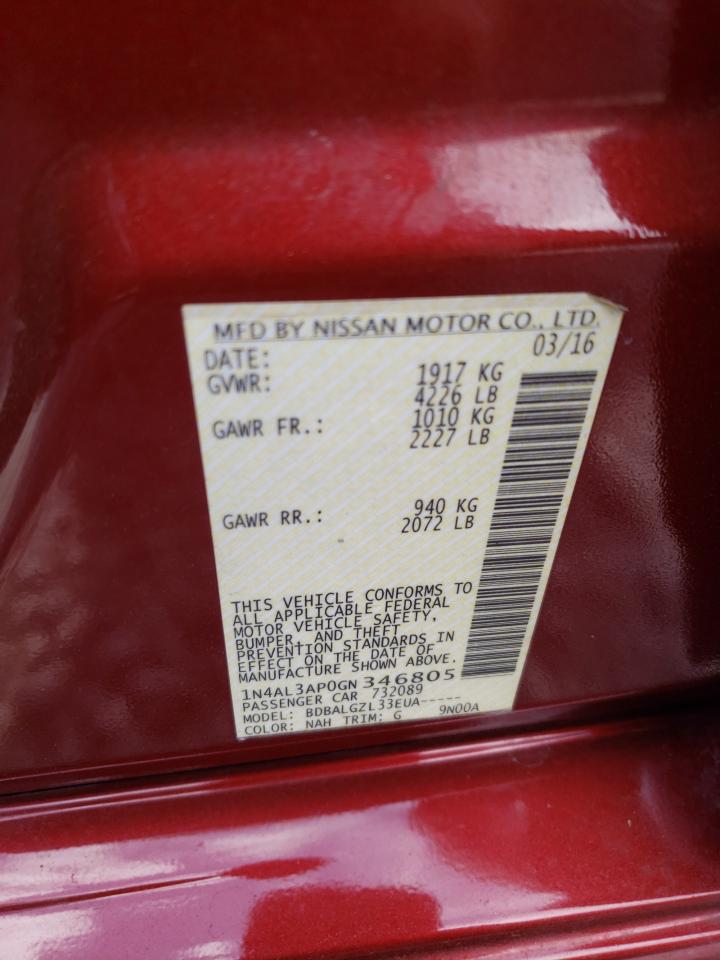 MFD BY NISSAN MOTOR CO., LTD.
DATE: 03/16
GVWR: 1917 KG
4226 LB
GAWR FR.: 1010 KG
2227 LB
GAWR RR.: 940 KG
2072 LB
THIS VEHICLE CONFORMS TO
ALL APPLICABLE FEDERAL
MOTOR VEHICLE SAFETY,
BUMPER, AND THEFT
PREVENTION STANDARDS IN
EFFECT ON THE DATE OF
MANUFACTURE SHOWN ABOVE.
1N4AL3AP0GN 346805
PASSENGER CAR 732089
MODEL: BDBALGZL33EUA-----
COLOR: NAH TRIM: G 9N00A